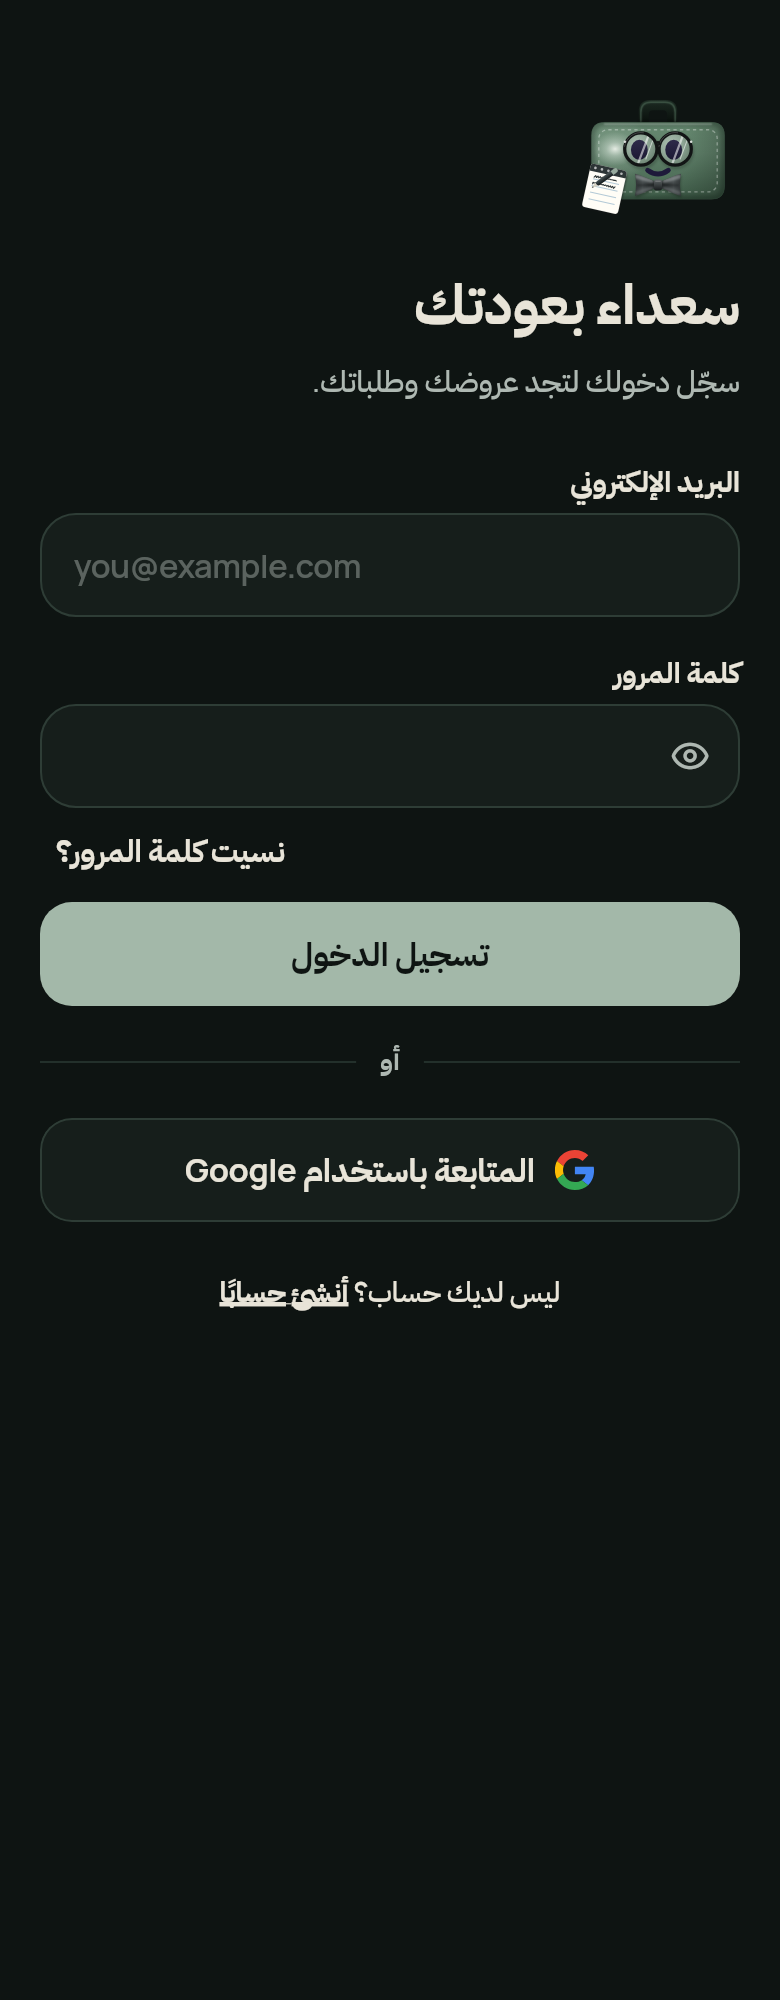 سعداء بعودتك
سجّل دخولك لتجد عروضك وطلباتك.
البريد الإلكتروني
you@example.com
كلمة المرور
نسيت كلمة المرور؟
تسجيل الدخول
أو
المتابعة باستخدام Google
ليس لديك حساب؟ أنشئ حسابًا